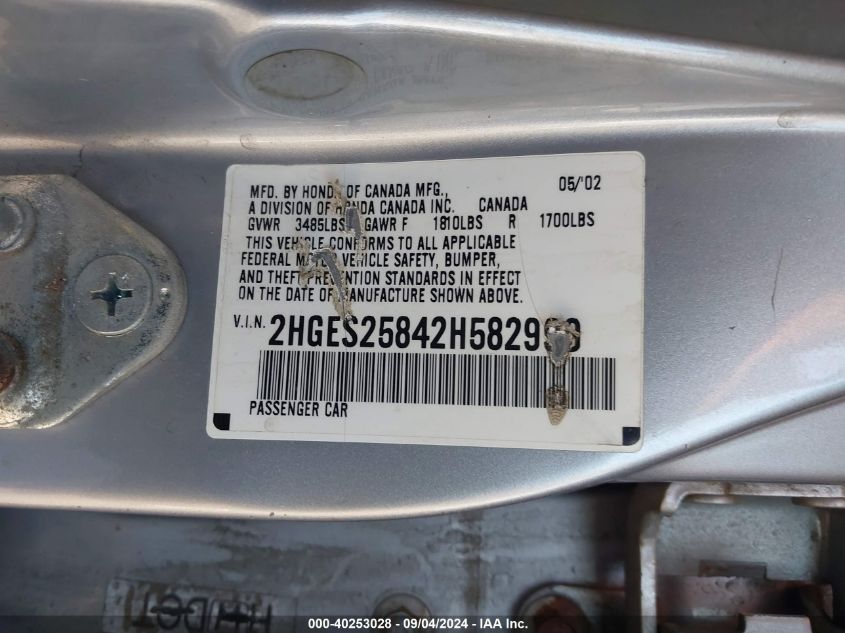 MFD. BY HONDA OF CANADA MFG., 05/'02
A DIVISION OF HONDA CANADA INC. CANADA
GVWR 3485LBS GAWR F 1810LBS R 1700LBS
THIS VEHICLE CONFORMS TO ALL APPLICABLE
FEDERAL MOTOR VEHICLE SAFETY, BUMPER,
AND THEFT PREVENTION STANDARDS IN EFFECT
ON THE DATE OF MANUFACTURE SHOWN ABOVE.
V.I.N.
PASSENGER CAR
000-40253028 - 09/04/2024 - IAAI.com